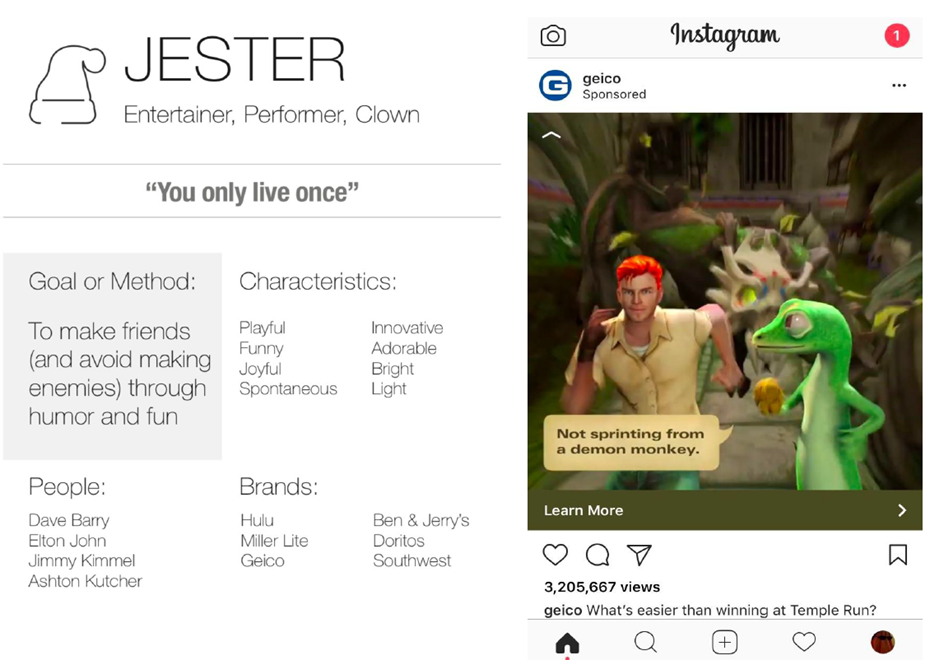 JESTER
Entertainer, Performer, Clown
“You only live once”
Goal or Method:
To make friends
(and avoid making
enemies) through
humor and fun
Characteristics:
Playful
Funny
Joyful
Spontaneous
Innovative
Adorable
Bright
Light
People:
Dave Barry
Elton John
Jimmy Kimmel
Ashton Kutcher
Brands:
Hulu
Miller Lite
Geico
Ben & Jerry’s
Doritos
Southwest
Instagram
1
G
geico
Sponsored
Not sprinting from
a demon monkey.
Learn More
3,205,667 views
geico What’s easier than winning at Temple Run?